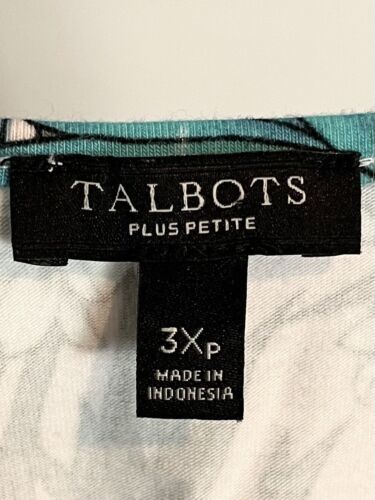 TALBOTS
PLUS PETITE
3XP
MADE IN
INDONESIA